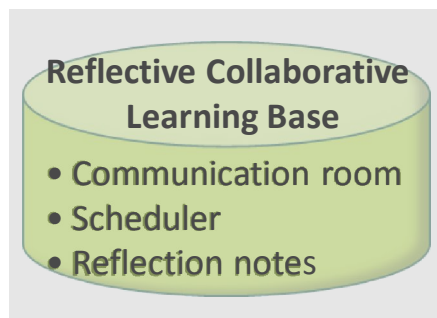 Reflective Collaborative
Learning Base
• Communication room
• Scheduler
• Reflection notes